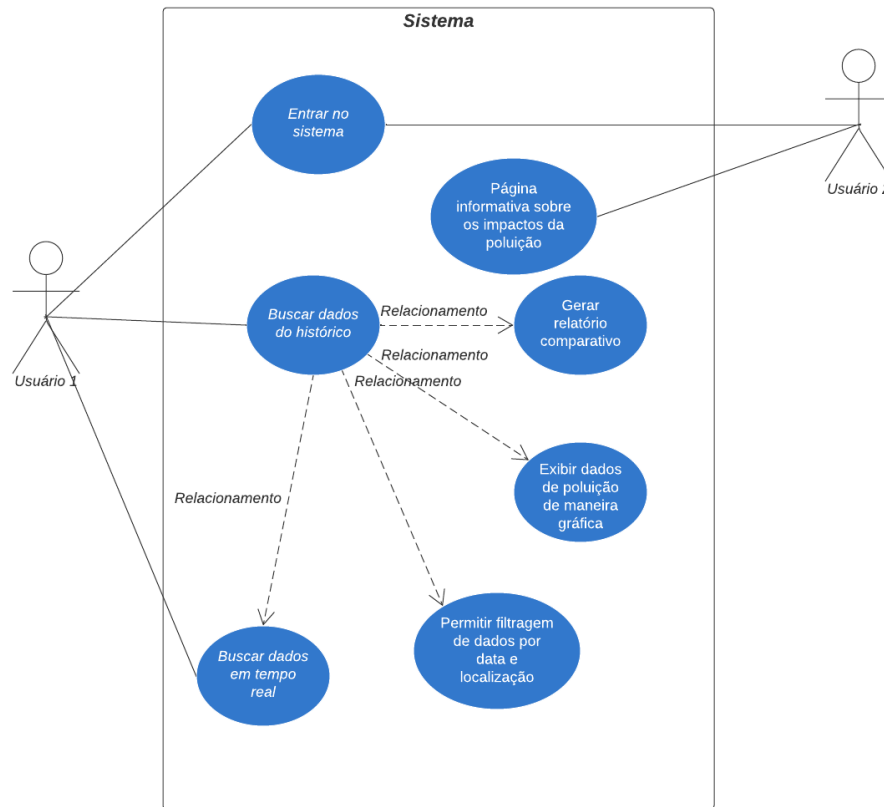 Sistema
Entrar no
sistema
Página
informativa sobre
os impactos da
poluição
Usuário 2
Buscar dados
do histórico
Relacionamento
Gerar
relatório
comparativo
Relacionamento
Relacionamento
Usuário 1
Exibir dados
de poluição
de maneira
gráfica
Relacionamento
Permitir filtragem
de dados por
data e
localização
Buscar dados
em tempo
real